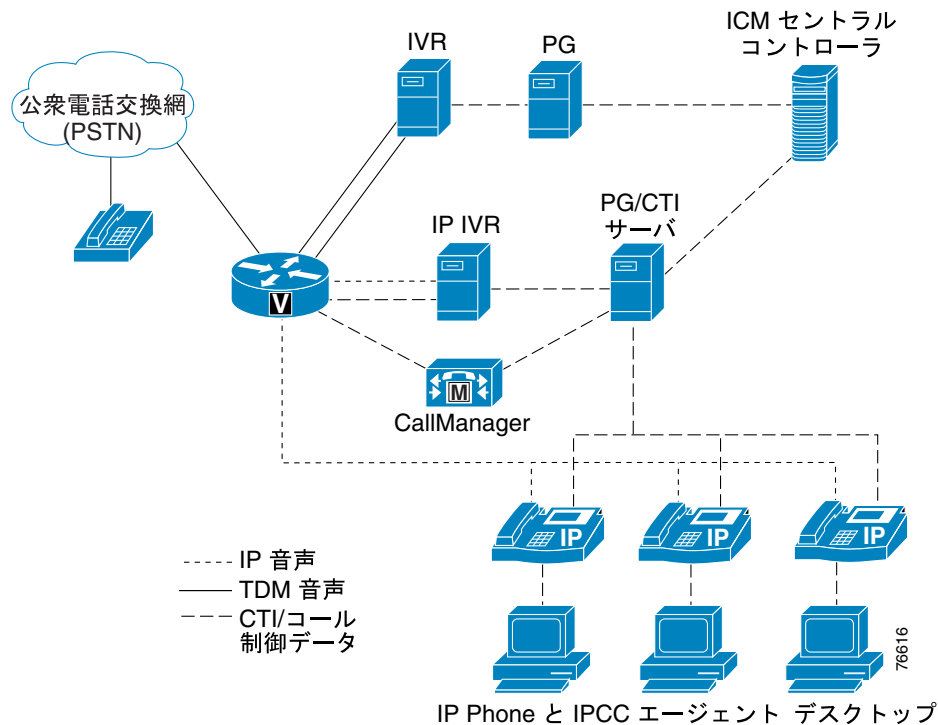 IVR
PG
ICM セントラル
コントローラ
公衆電話交換網
(PSTN)
IP IVR
PG/CTI
サーバ
V
M
CallManager
IP
IP
IP
IP 音声
TDM 音声
CTI/コール
制御データ
76616
IP Phone と IPCC エージェント デスクトップ